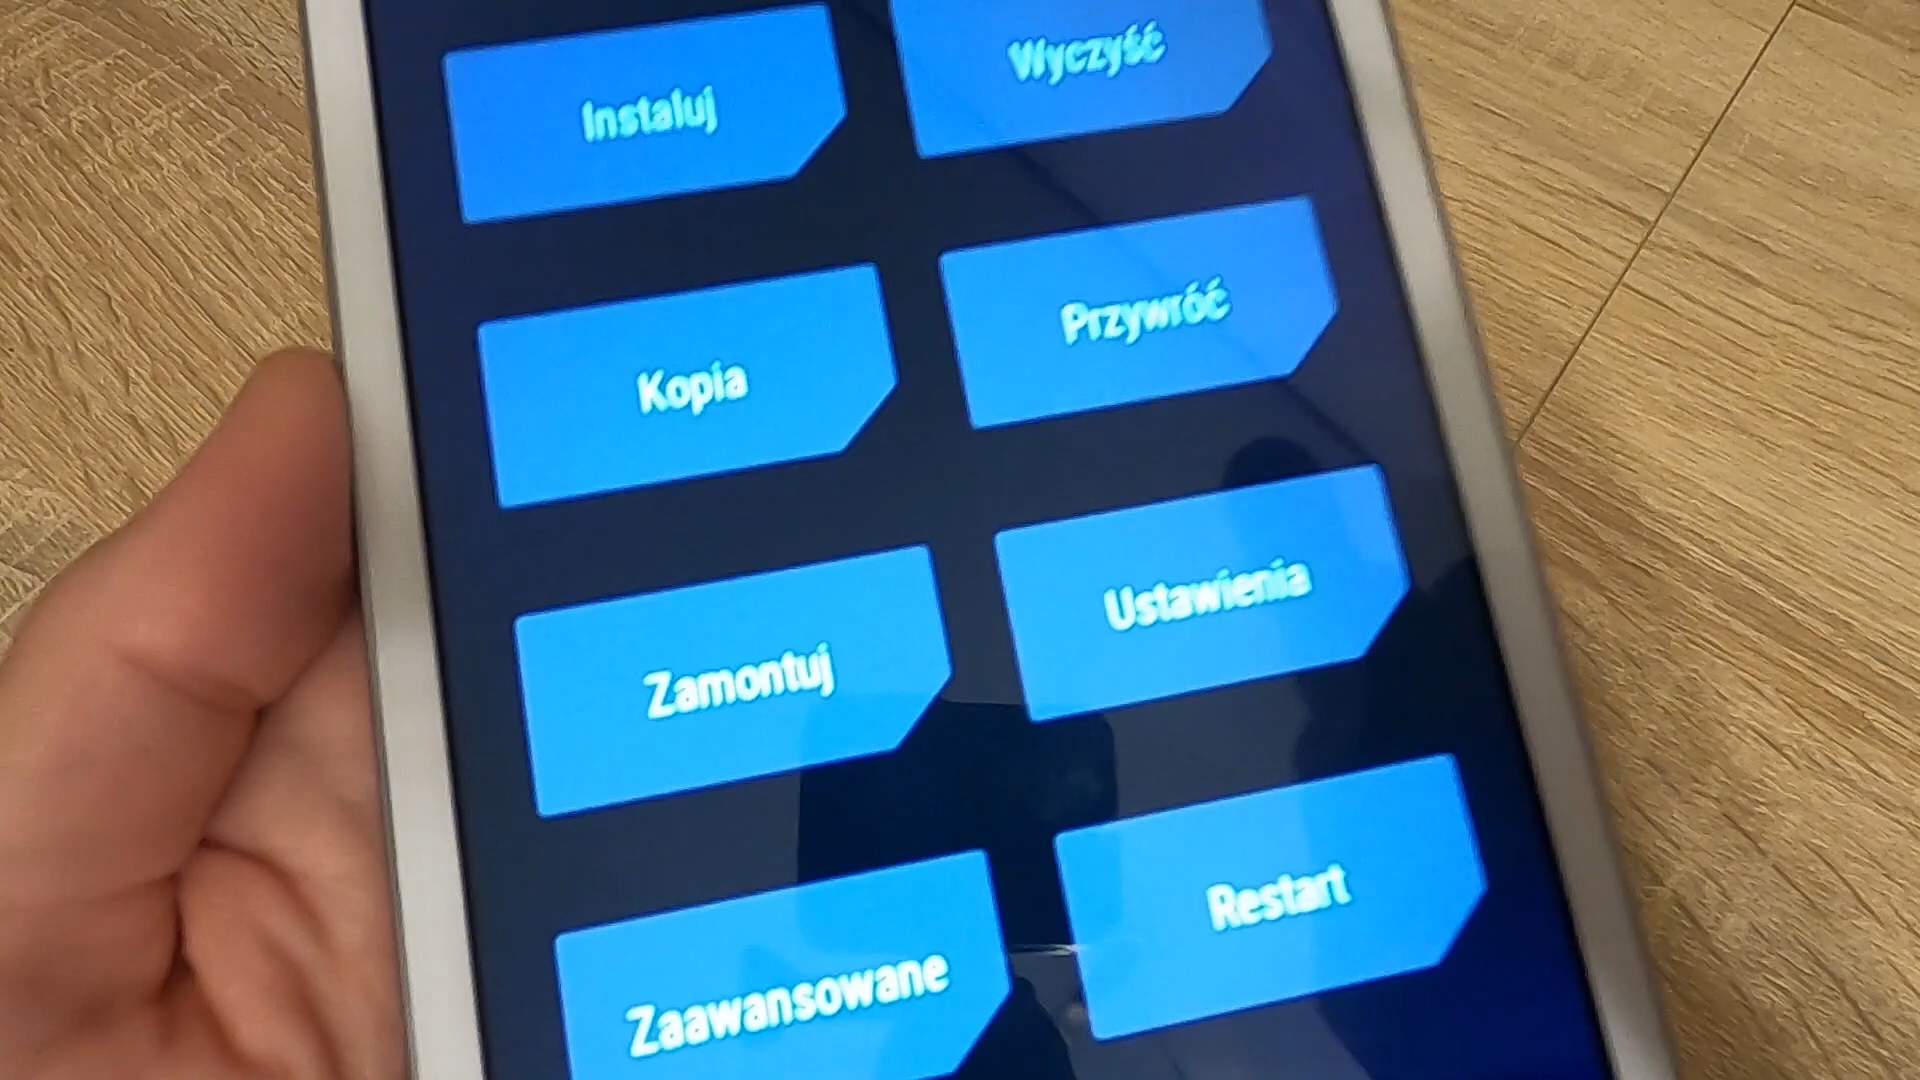 Instaluj
Wyczyść
Kopia
Przywróć
Zamontuj
Ustawienia
Zaawansowane
Restart